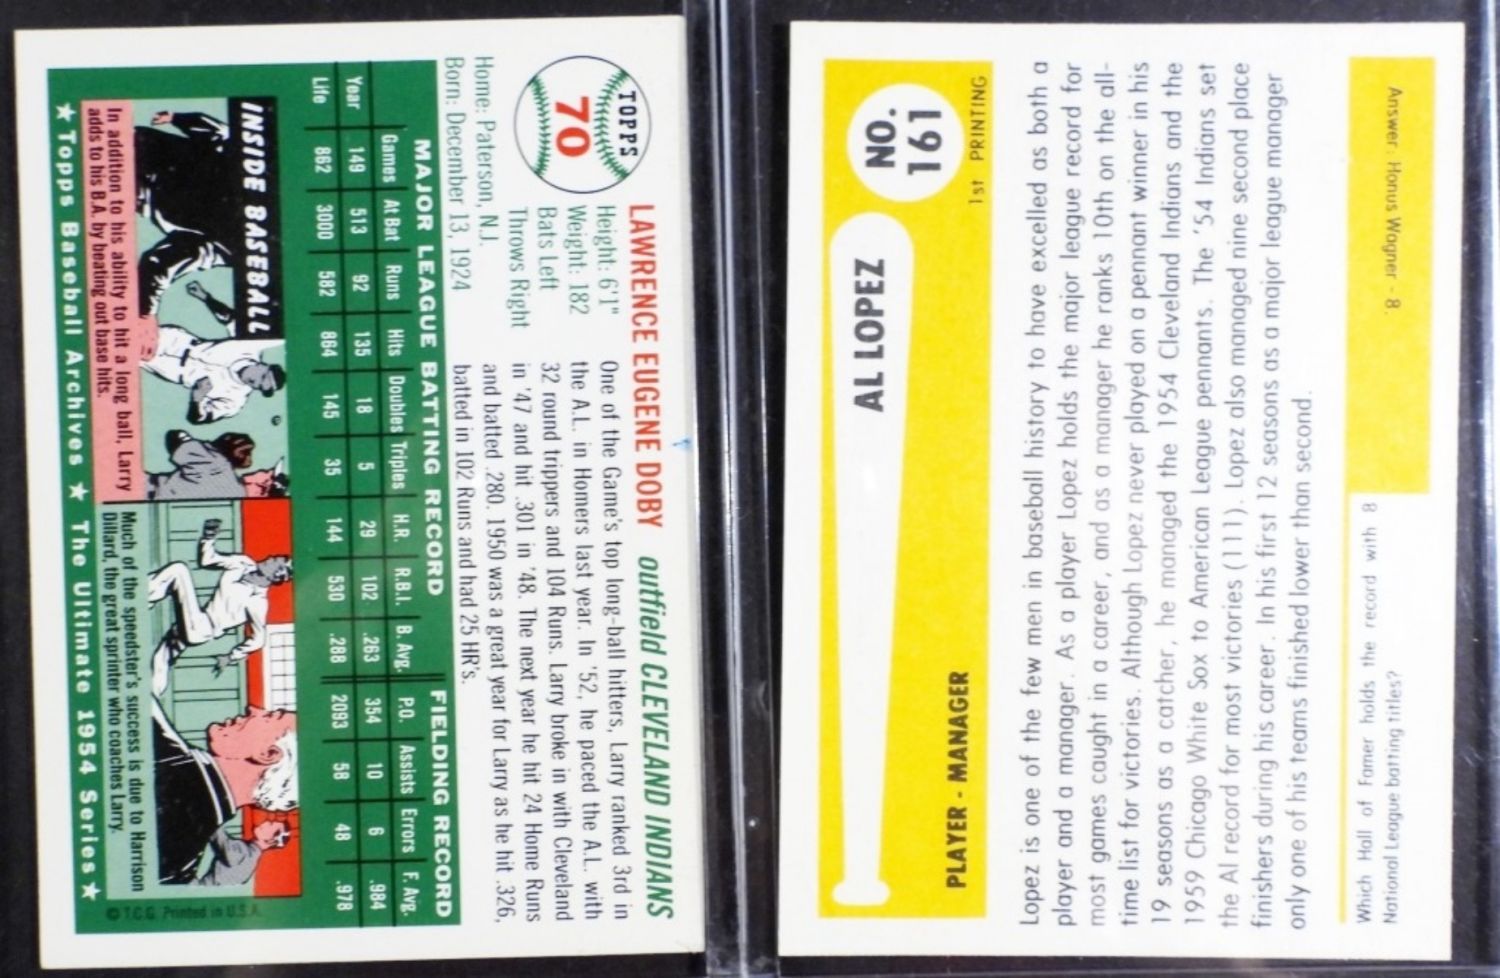 TOPPS
70
LAWRENCE EUGENE DOBY outfield CLEVELAND INDIANS
Height: 6'1"
Weight: 182
Bats Left
Throws Right
Home: Paterson, N.J.
Born: December 13, 1924
One of the Game's top long-ball hitters, Larry ranked 3rd in
the A.L. in Homers last year. In '52, he paced the A.L. with
32 round trippers and 104 Runs. Larry broke in with Cleveland
in '47 and hit .301 in '48. The next year he hit 24 Home Runs
and batted .280. 1950 was a great year for Larry as he hit .326,
batted in 102 Runs and had 25 HR's.
MAJOR LEAGUE BATTING RECORD FIELDING RECORD
Games At Bat Runs Hits Doubles Triples H.R. R.B.I. B. Avg. P.O. Assists Errors F. Avg.
Year 149 513 92 135 18 5 29 102 .263 354 10 6 .984
Life 862 3000 582 864 145 35 144 530 .288 2093 58 48 .978
INSIDE BASEBALL
In addition to his ability to hit a long ball, Larry
adds to his B.A. by beating out base hits.
Much of the speedster's success is due to Harrison
Dillard, the great sprinter who coaches Larry.
★ Topps Baseball Archives ★ The Ultimate 1954 Series ★
© T.C.G. Printed in U.S.A.
NO.
161
1st PRINTING
AL LOPEZ
PLAYER - MANAGER
Lopez is one of the few men in baseball history to have excelled as both a
player and a manager. As a player Lopez holds the major league record for
most games caught in a career, and as a manager he ranks 10th on the all-
time list for victories. Although Lopez never played on a pennant winner in his
19 seasons as a catcher, he managed the 1954 Cleveland Indians and the
1959 Chicago White Sox to American League pennants. The '54 Indians set
the Al record for most victories (111). Lopez also managed nine second place
finishers during his career. In his first 12 seasons as a major league manager
only one of his teams finished lower than second.
Which Hall of Famer holds the record with 8
National League batting titles?
Answer: Honus Wagner - 8.